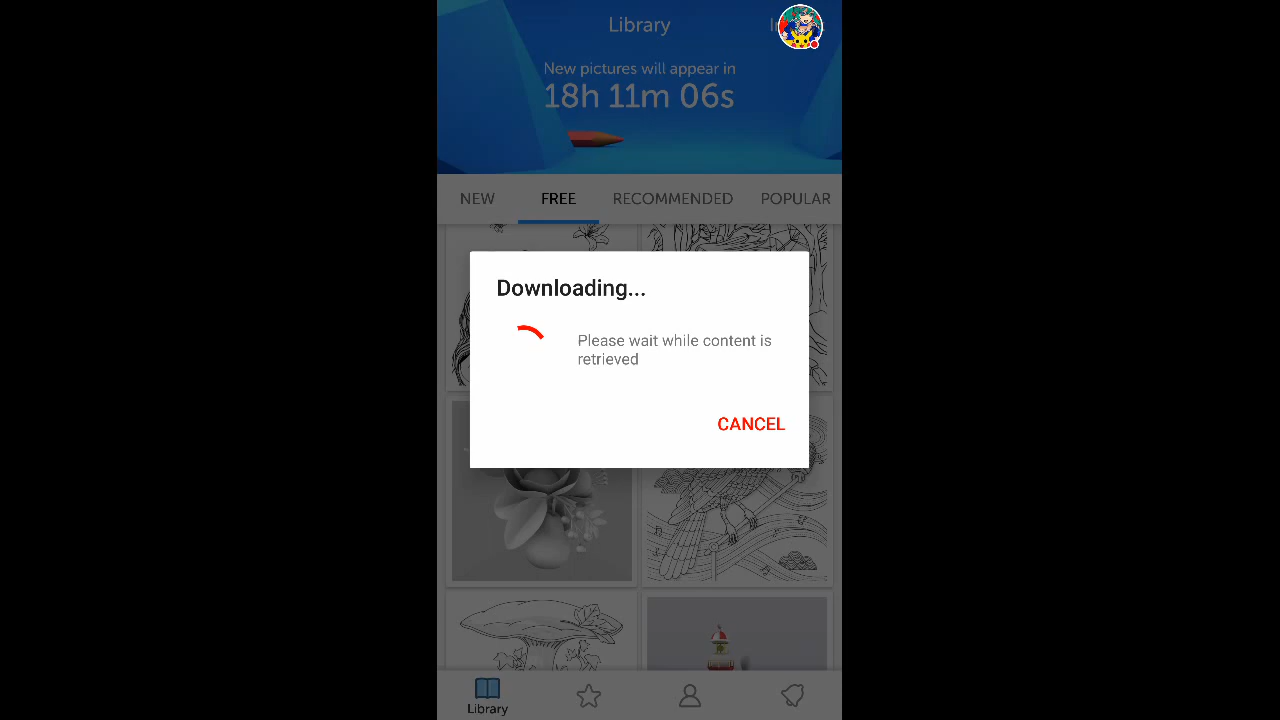 Library
New pictures will appear in
18h 11m 06s
NEW FREE RECOMMENDED POPULAR
Downloading...
Please wait while content is
retrieved
CANCEL
Library